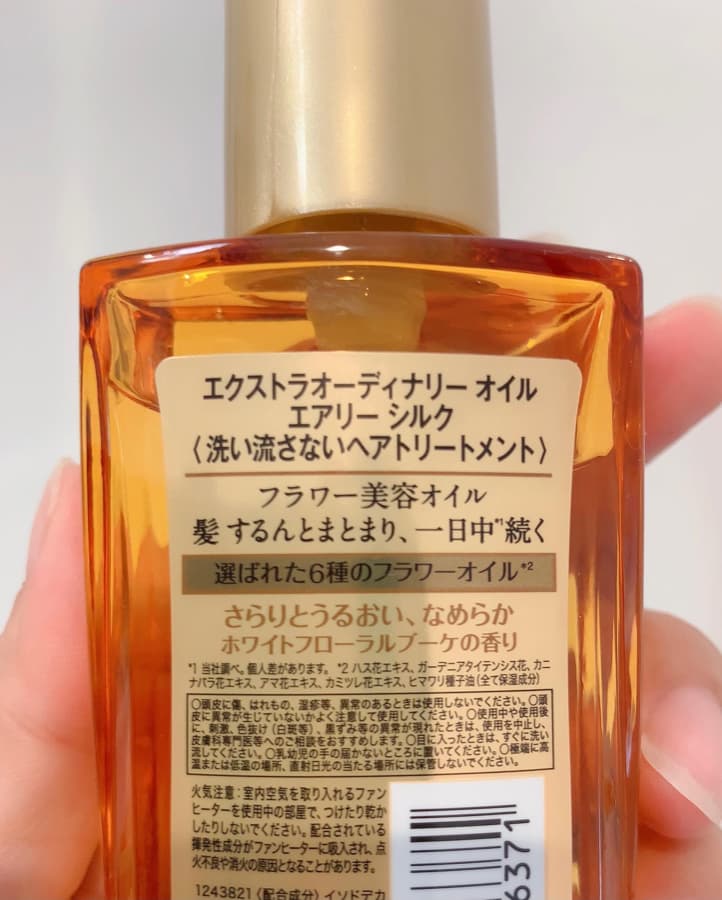 エクストラオーディナリー オイル
エアリー シルク
〈 洗い流さないヘアトリートメント 〉
フラワー美容オイル
髪 するんとまとまり、一日中*1続く
選ばれた6種のフラワーオイル*2
さらりとうるおい、なめらか
ホワイトフローラルブーケの香り
*1 当社調べ。個人差があります。 *2 ハス花エキス、ガーデニアタイテンシス花、カニ
ナバラ花エキス、アマ花エキス、カミツレ花エキス、ヒマワリ種子油(全て保湿成分)
〇頭皮に傷、はれもの、湿疹等、異常のあるときは使用しないでください。〇頭
皮に異常が生じていないかよく注意して使用してください。〇使用中や使用後
に、刺激、色抜け(白斑等)、黒ずみ等の異常が現れたときは、使用を中止し、
皮膚科専門医等へのご相談をおすすめします。〇目に入ったときは、すぐに洗い
流してください。〇乳幼児の手の届かないところに置いてください。〇極端に高
温または低温の場所、直射日光の当たる場所には保管しないでください。
火気注意:室内空気を取り入れるファン
ヒーターを使用中の部屋で、つけたり乾か
したりしないでください。配合されている
揮発性成分がファンヒーターに吸入され、点
火不良や消火の原因となることがあります。
1243821 〈配合成分〉イソドデカ
6371